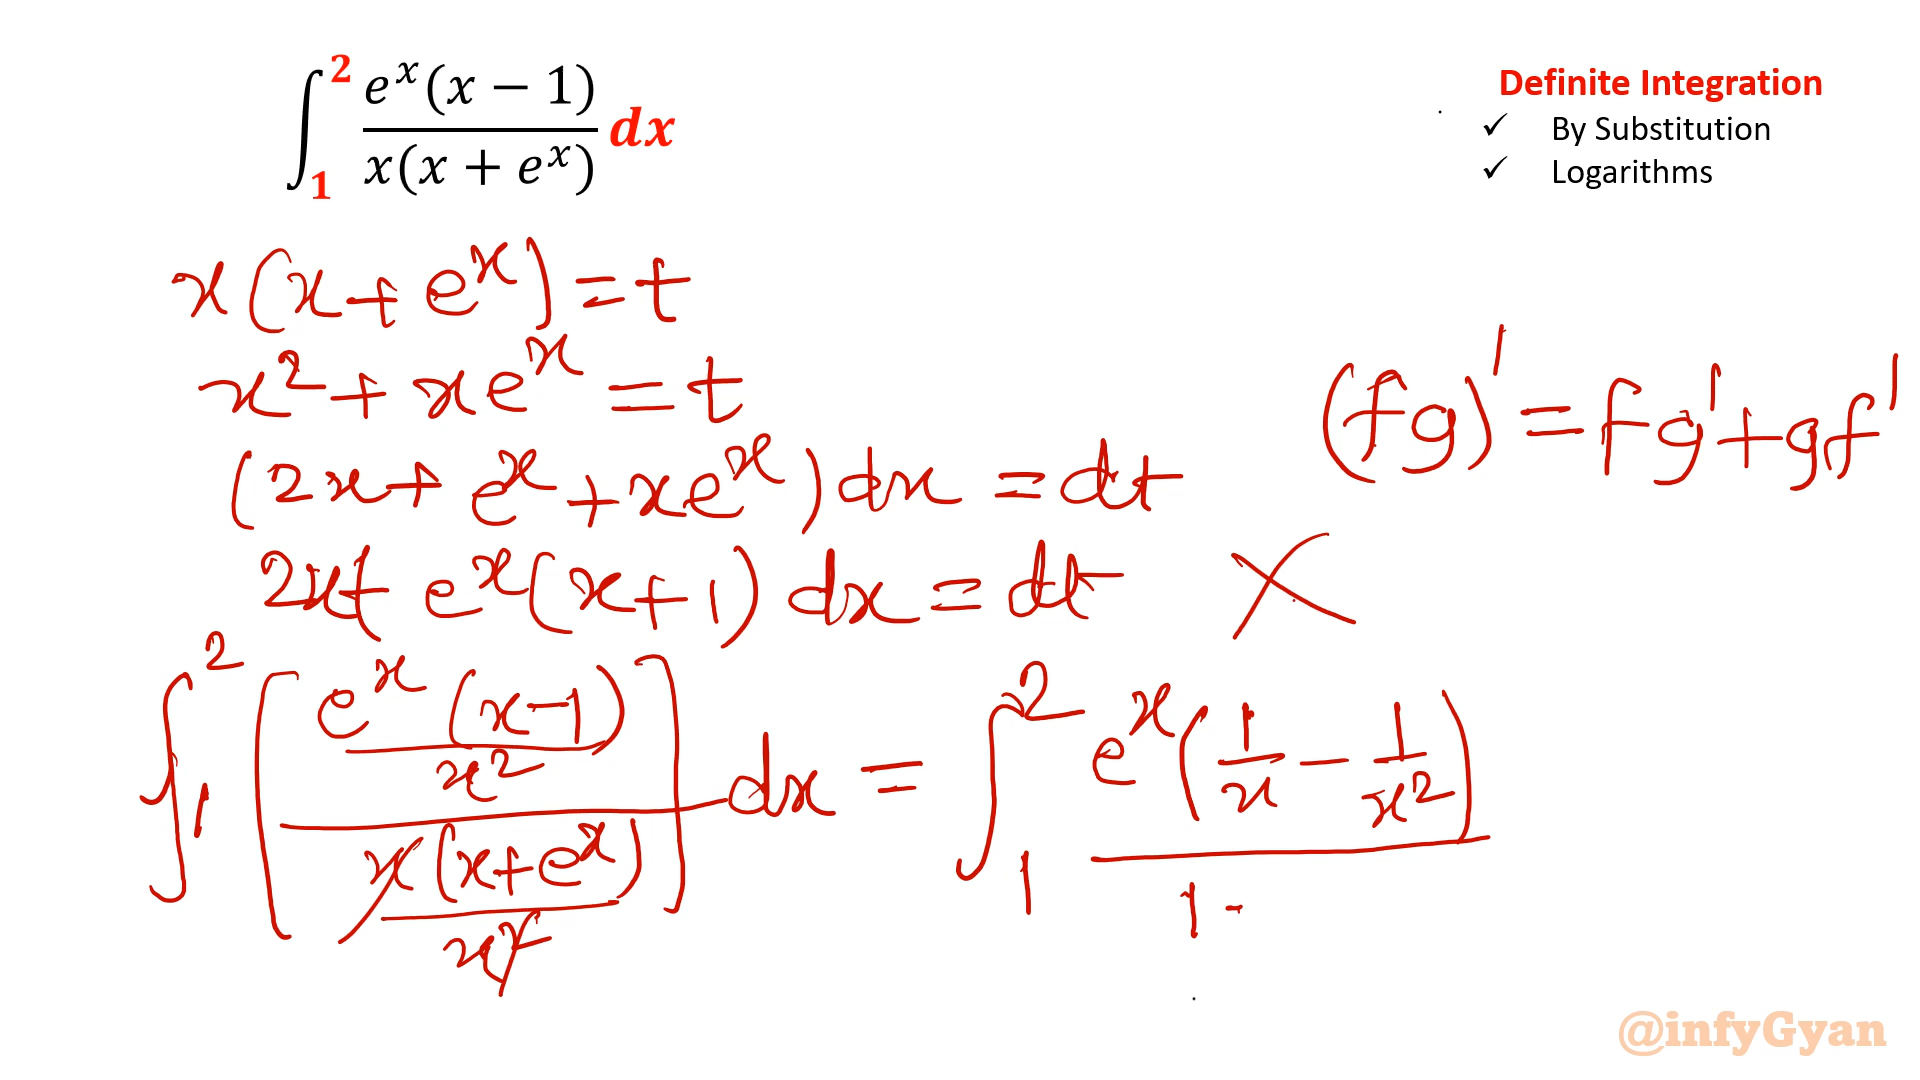 ∫₁² eˣ(x − 1) / x(x + eˣ) dx
Definite Integration
✓ By Substitution
✓ Logarithms
x(x + eˣ) = t
x² + xeˣ = t
(fg)' = fg' + gf'
(2x + eˣ + xeˣ)dx = dt
2x + eˣ(x+1) dx = dt ×
∫₁² [ (eˣ(x−1) / x²) / (x(x+eˣ) / x²) ] dx = ∫₁² eˣ(1/x − 1/x²) / 1 -
@infyGyan